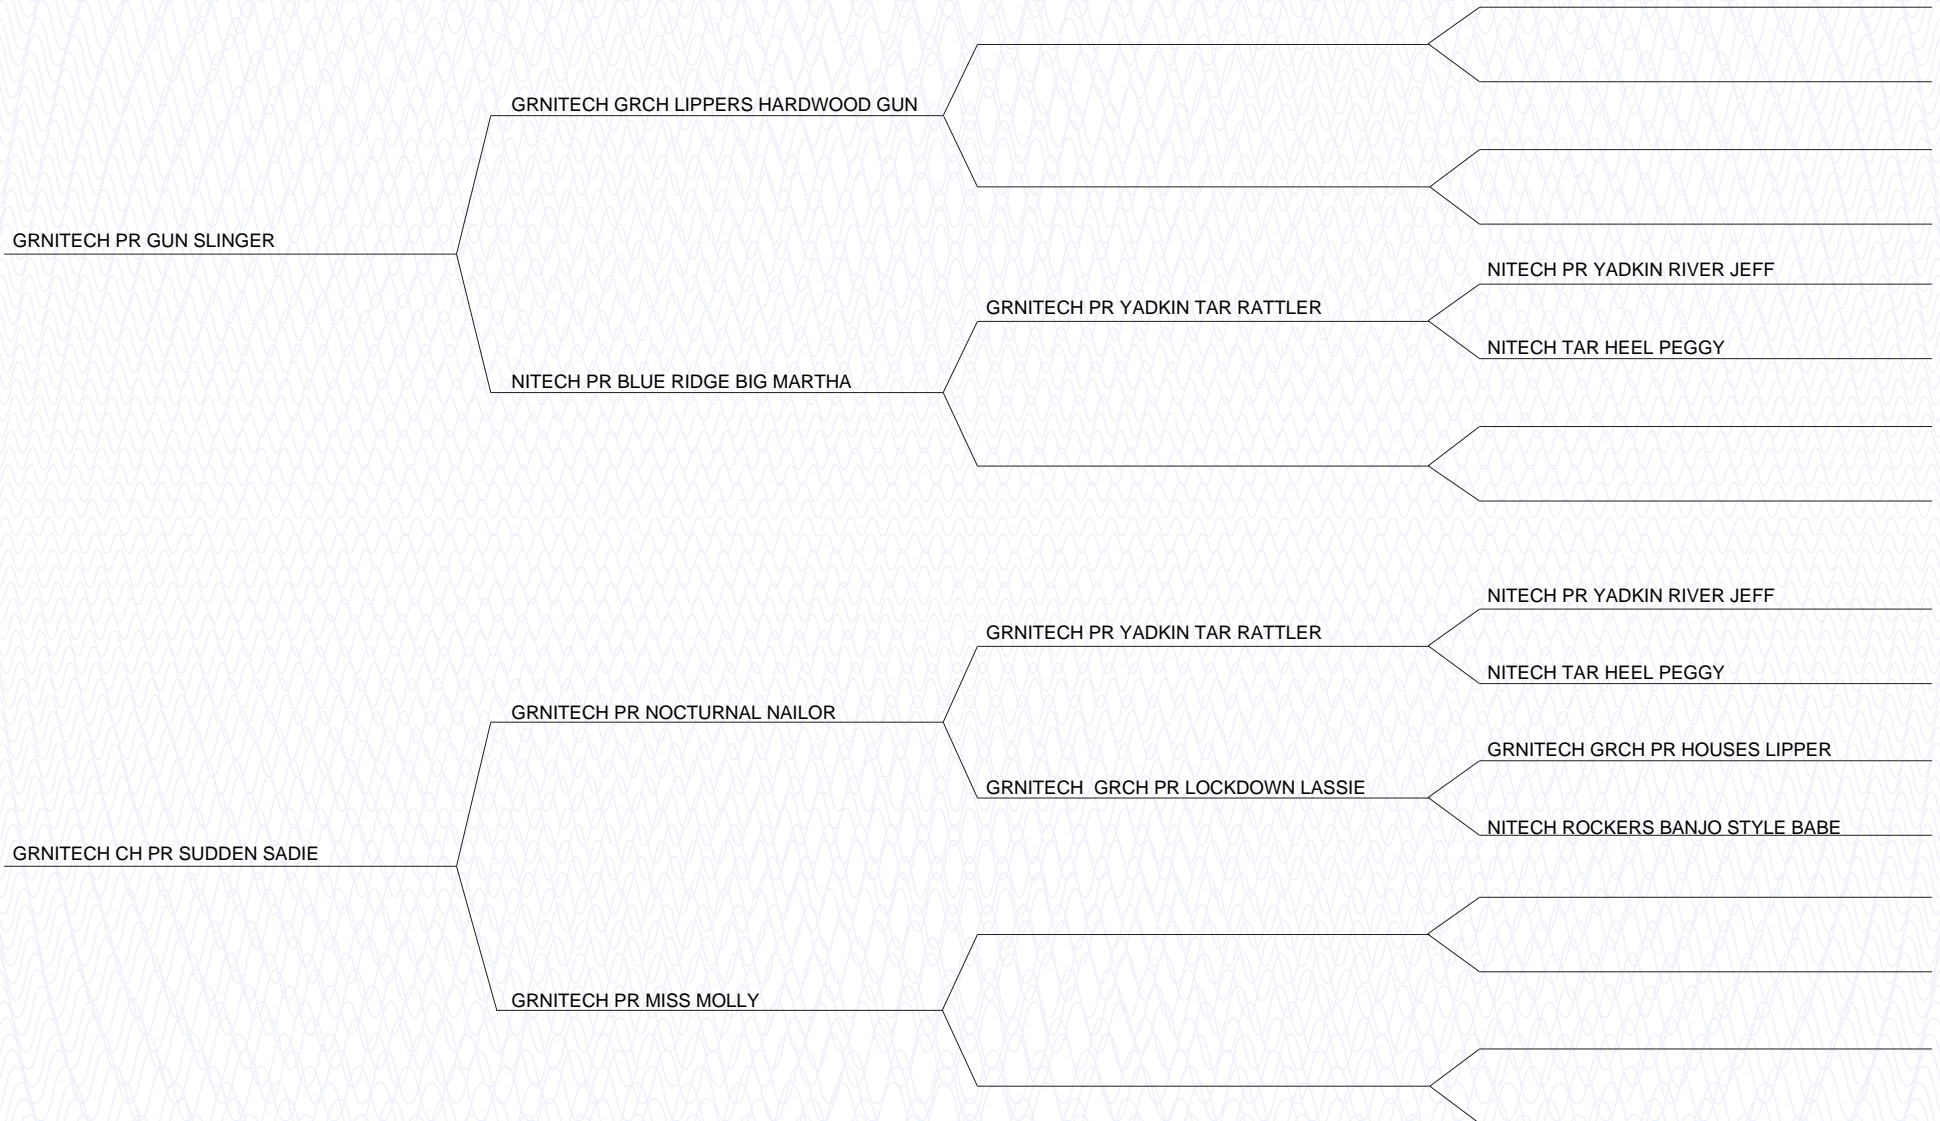 GRNITECH GRCH LIPPERS HARDWOOD GUN
GRNITECH PR GUN SLINGER
NITECH PR YADKIN RIVER JEFF
GRNITECH PR YADKIN TAR RATTLER
NITECH TAR HEEL PEGGY
NITECH PR BLUE RIDGE BIG MARTHA
NITECH PR YADKIN RIVER JEFF
GRNITECH PR YADKIN TAR RATTLER
NITECH TAR HEEL PEGGY
GRNITECH PR NOCTURNAL NAILOR
GRNITECH GRCH PR HOUSES LIPPER
GRNITECH  GRCH PR LOCKDOWN LASSIE
NITECH ROCKERS BANJO STYLE BABE
GRNITECH CH PR SUDDEN SADIE
GRNITECH PR MISS MOLLY